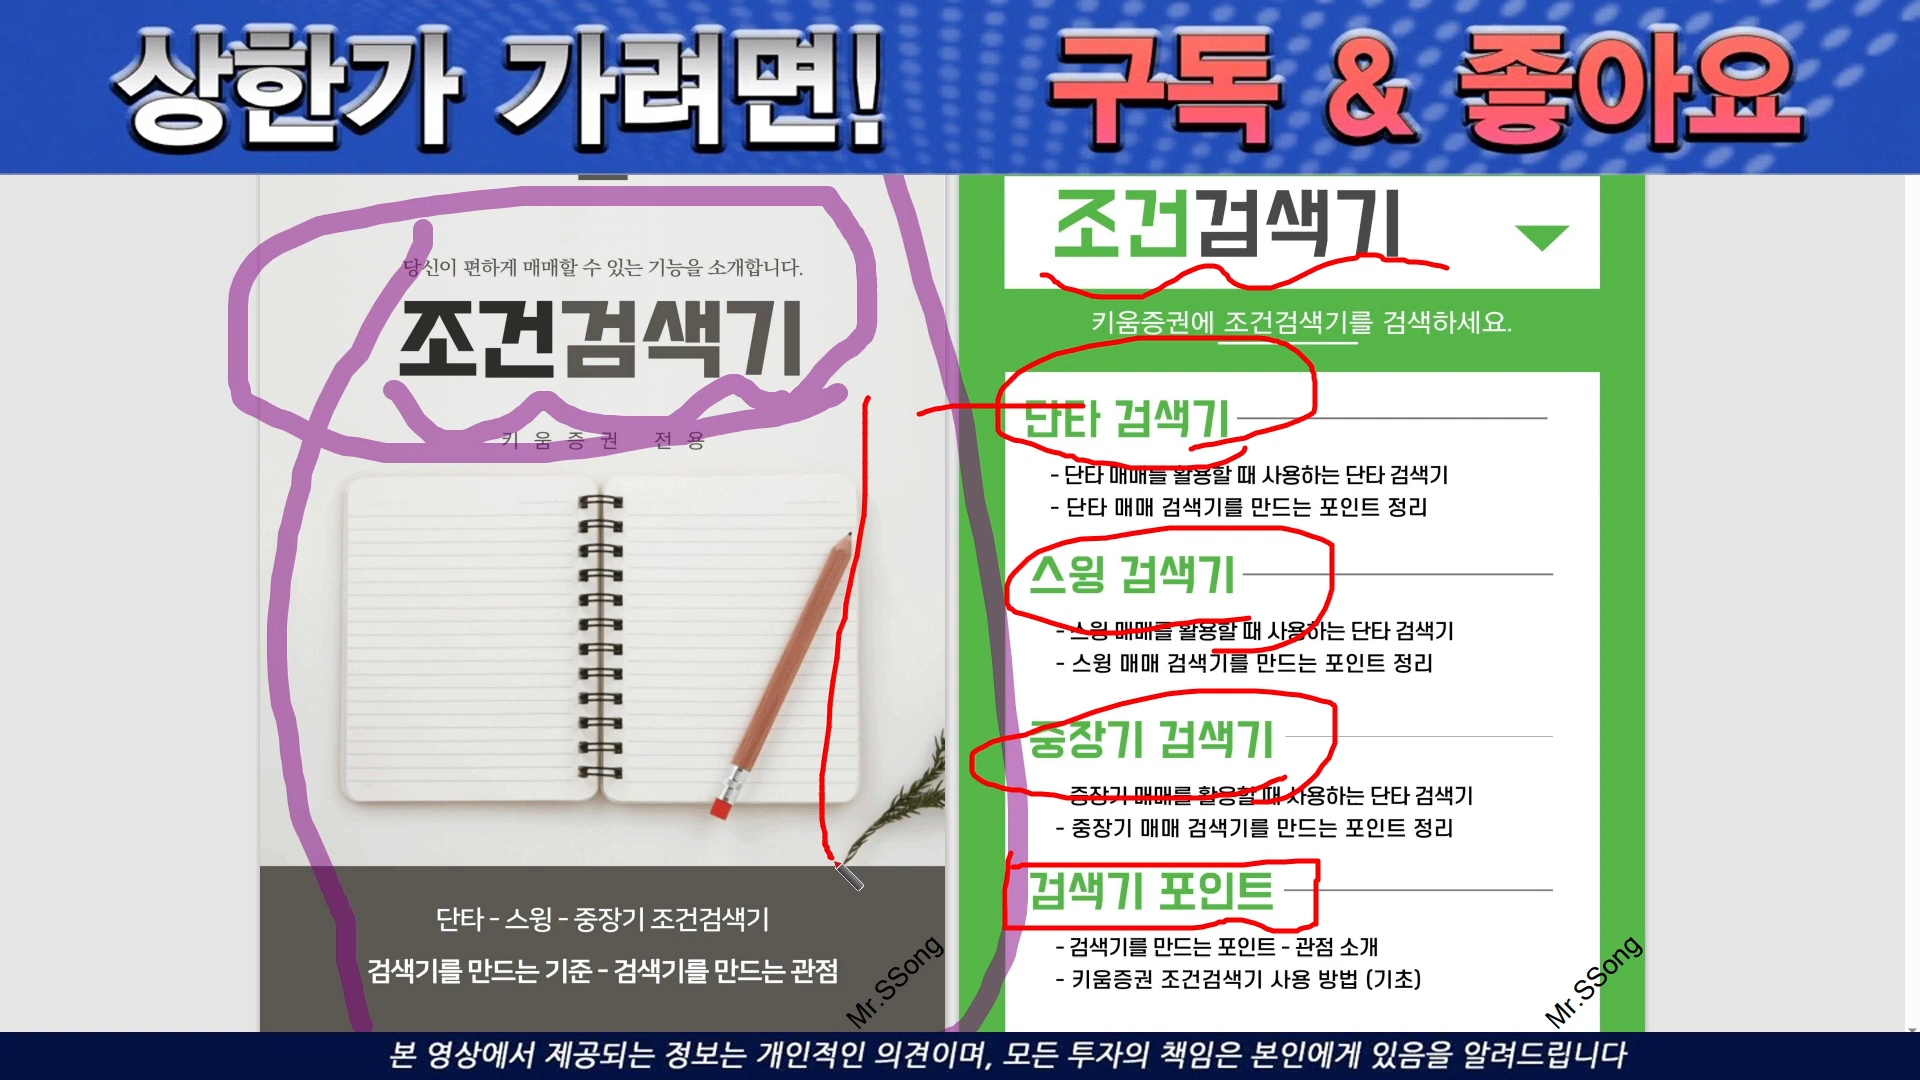 상한가 가려면! 구독 & 좋아요
당신이 편하게 매매할 수 있는 기능을 소개합니다.
조건검색기
키움증권 전용
단타 - 스윙 - 중장기 조건검색기
검색기를 만드는 기준 - 검색기를 만드는 관점
Mr.SSong
조건검색기
키움증권에 조건검색기를 검색하세요.
단타 검색기
- 단타 매매를 활용할 때 사용하는 단타 검색기
- 단타 매매 검색기를 만드는 포인트 정리
스윙 검색기
- 스윙 매매를 활용할 때 사용하는 단타 검색기
- 스윙 매매 검색기를 만드는 포인트 정리
중장기 검색기
- 중장기 매매를 활용할 때 사용하는 단타 검색기
- 중장기 매매 검색기를 만드는 포인트 정리
검색기 포인트
- 검색기를 만드는 포인트 - 관점 소개
- 키움증권 조건검색기 사용 방법 (기초)
Mr.SSong
본 영상에서 제공되는 정보는 개인적인 의견이며, 모든 투자의 책임은 본인에게 있음을 알려드립니다